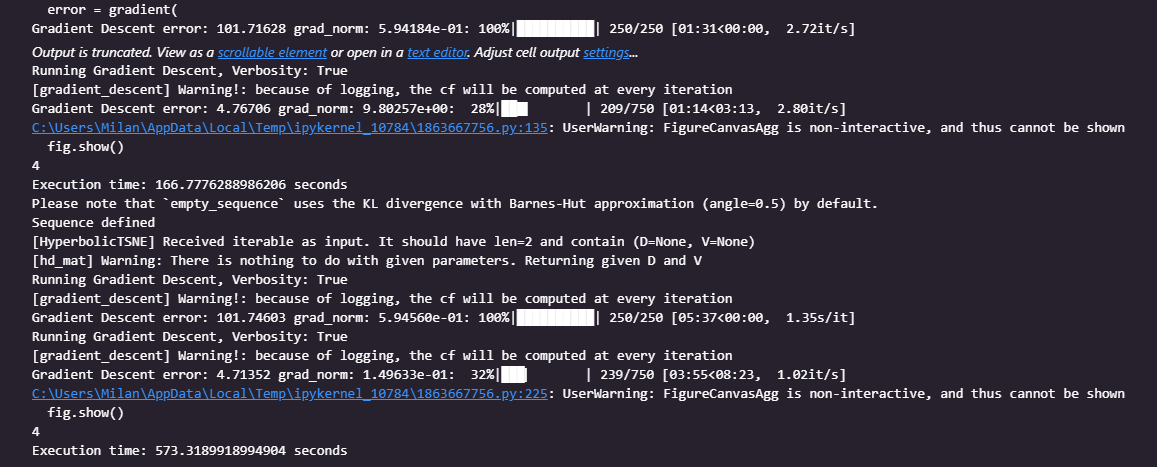 error = gradient(
Gradient Descent error: 101.71628 grad_norm: 5.94184e-01: 100%|██████████| 250/250 [01:31<00:00,  2.72it/s]
Output is truncated. View as a scrollable element or open in a text editor. Adjust cell output settings...
Running Gradient Descent, Verbosity: True
[gradient_descent] Warning!: because of logging, the cf will be computed at every iteration
Gradient Descent error: 4.76706 grad_norm: 9.80257e+00:  28%|██▊       | 209/750 [01:14<03:13,  2.80it/s]
C:\Users\Milan\AppData\Local\Temp\ipykernel_10784\1863667756.py:135: UserWarning: FigureCanvasAgg is non-interactive, and thus cannot be shown
fig.show()
4
Execution time: 166.7776288986206 seconds
Please note that `empty_sequence` uses the KL divergence with Barnes-Hut approximation (angle=0.5) by default.
Sequence defined
[HyperbolicTSNE] Received iterable as input. It should have len=2 and contain (D=None, V=None)
[hd_mat] Warning: There is nothing to do with given parameters. Returning given D and V
Running Gradient Descent, Verbosity: True
[gradient_descent] Warning!: because of logging, the cf will be computed at every iteration
Gradient Descent error: 101.74603 grad_norm: 5.94560e-01: 100%|██████████| 250/250 [05:37<00:00,  1.35s/it]
Running Gradient Descent, Verbosity: True
[gradient_descent] Warning!: because of logging, the cf will be computed at every iteration
Gradient Descent error: 4.71352 grad_norm: 1.49633e-01:  32%|███▏      | 239/750 [03:55<08:23,  1.02it/s]
C:\Users\Milan\AppData\Local\Temp\ipykernel_10784\1863667756.py:225: UserWarning: FigureCanvasAgg is non-interactive, and thus cannot be shown
fig.show()
4
Execution time: 573.3189918994904 seconds